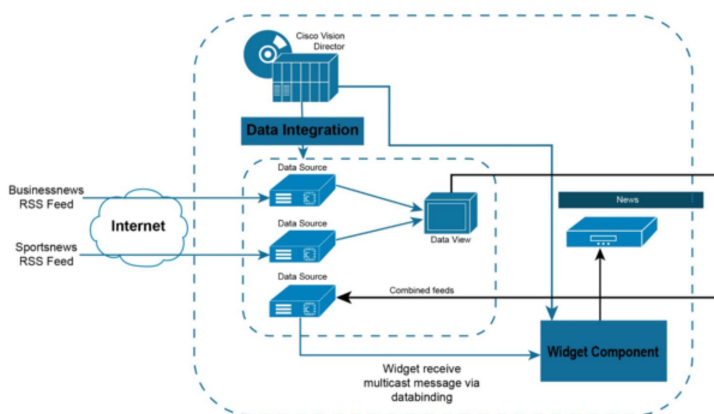 Cisco Vision
Director
Data Integration
Data Source
Businessnews
RSS Feed
Internet
News
Data Source
Data View
Sportsnews
RSS Feed
Data Source
Combined feeds
Widget Component
Widget receive
multicast message via
databinding